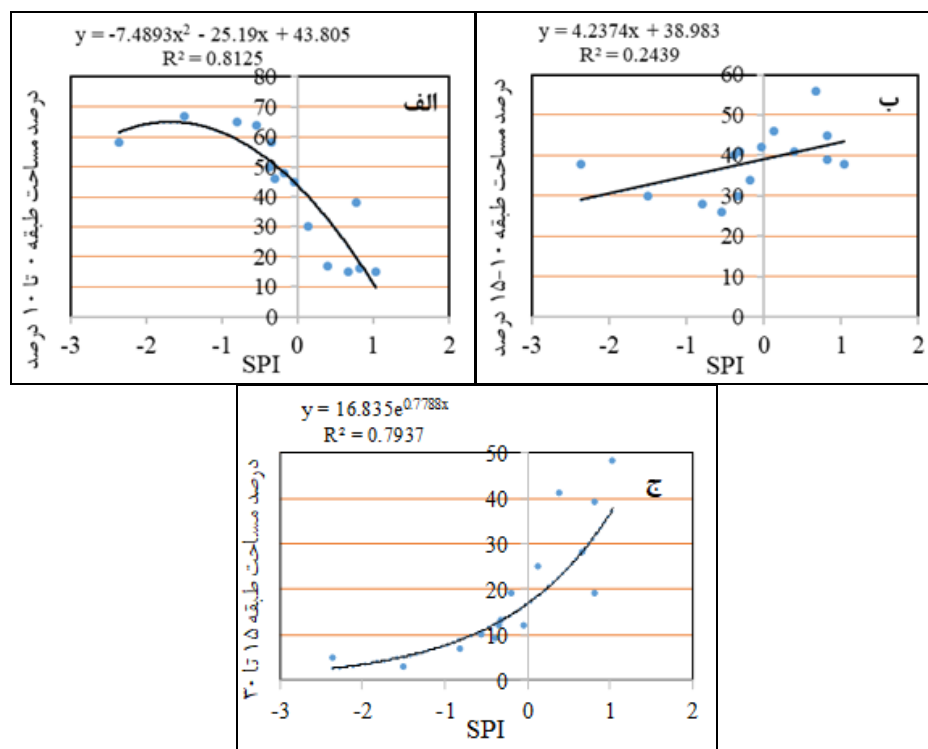 y = -7.4893x² - 25.19x + 43.805
R² = 0.8125
الف
درصد مساحت طبقه ۰ تا ۱۰ درصد
80
70
60
50
40
30
20
10
0
-3 -2 -1 0 1 2
SPI
y = 4.2374x + 38.983
R² = 0.2439
ب
درصد مساحت طبقه ۱۰-۱۵ درصد
60
50
40
30
20
10
0
-3 -2 -1 0 1 2
SPI
y = 16.835e^0.7788x
R² = 0.7937
ج
درصد مساحت طبقه ۱۵ تا ۳۰
50
40
30
20
10
0
-3 -2 -1 0 1 2
SPI